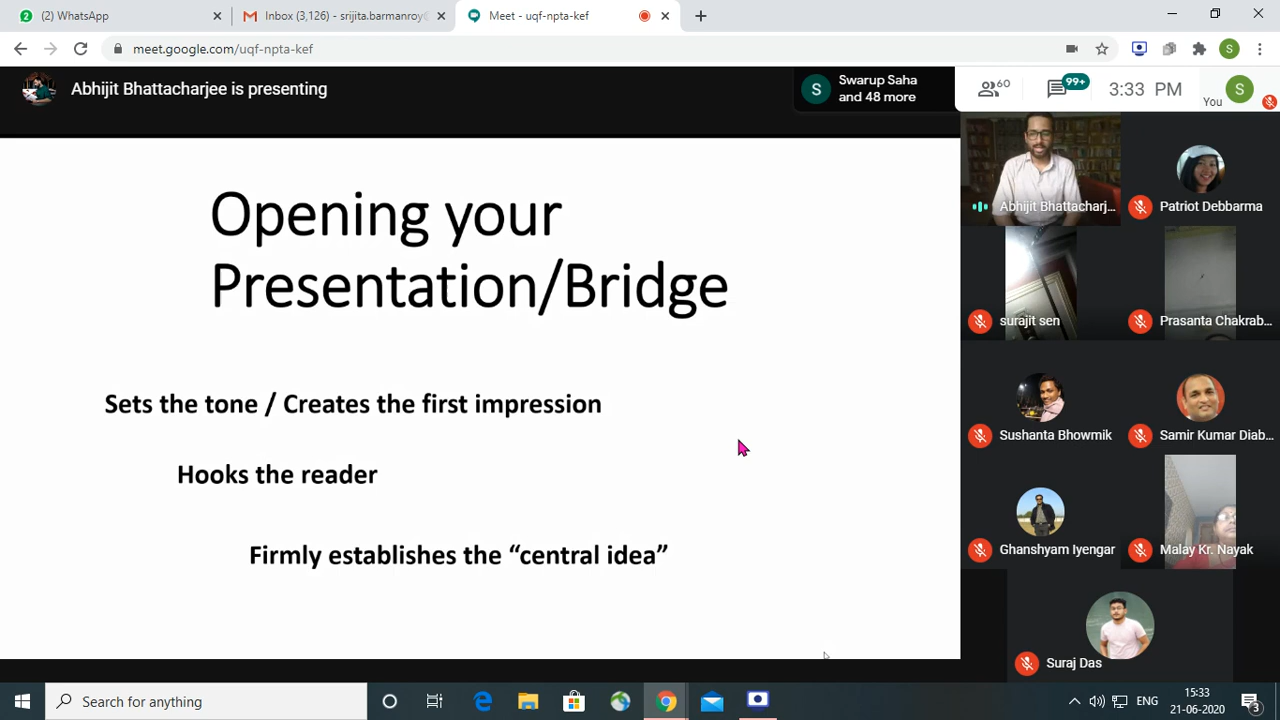 (2) WhatsApp
Inbox (3,126) - srijita.barmanroy
Meet - uqf-npta-kef
meet.google.com/uqf-npta-kef
S
Abhijit Bhattacharjee is presenting
S
Swarup Saha
and 48 more
60
99+
3:33 PM
You
S
Opening your
Presentation/Bridge
Sets the tone / Creates the first impression
Hooks the reader
Firmly establishes the “central idea”
Abhijit Bhattacharj...
Patriot Debbarma
surajit sen
Prasanta Chakrab...
Sushanta Bhowmik
Samir Kumar Diab...
Ghanshyam Iyengar
Malay Kr. Nayak
Suraj Das
Search for anything
ENG
15:33
21-06-2020
3